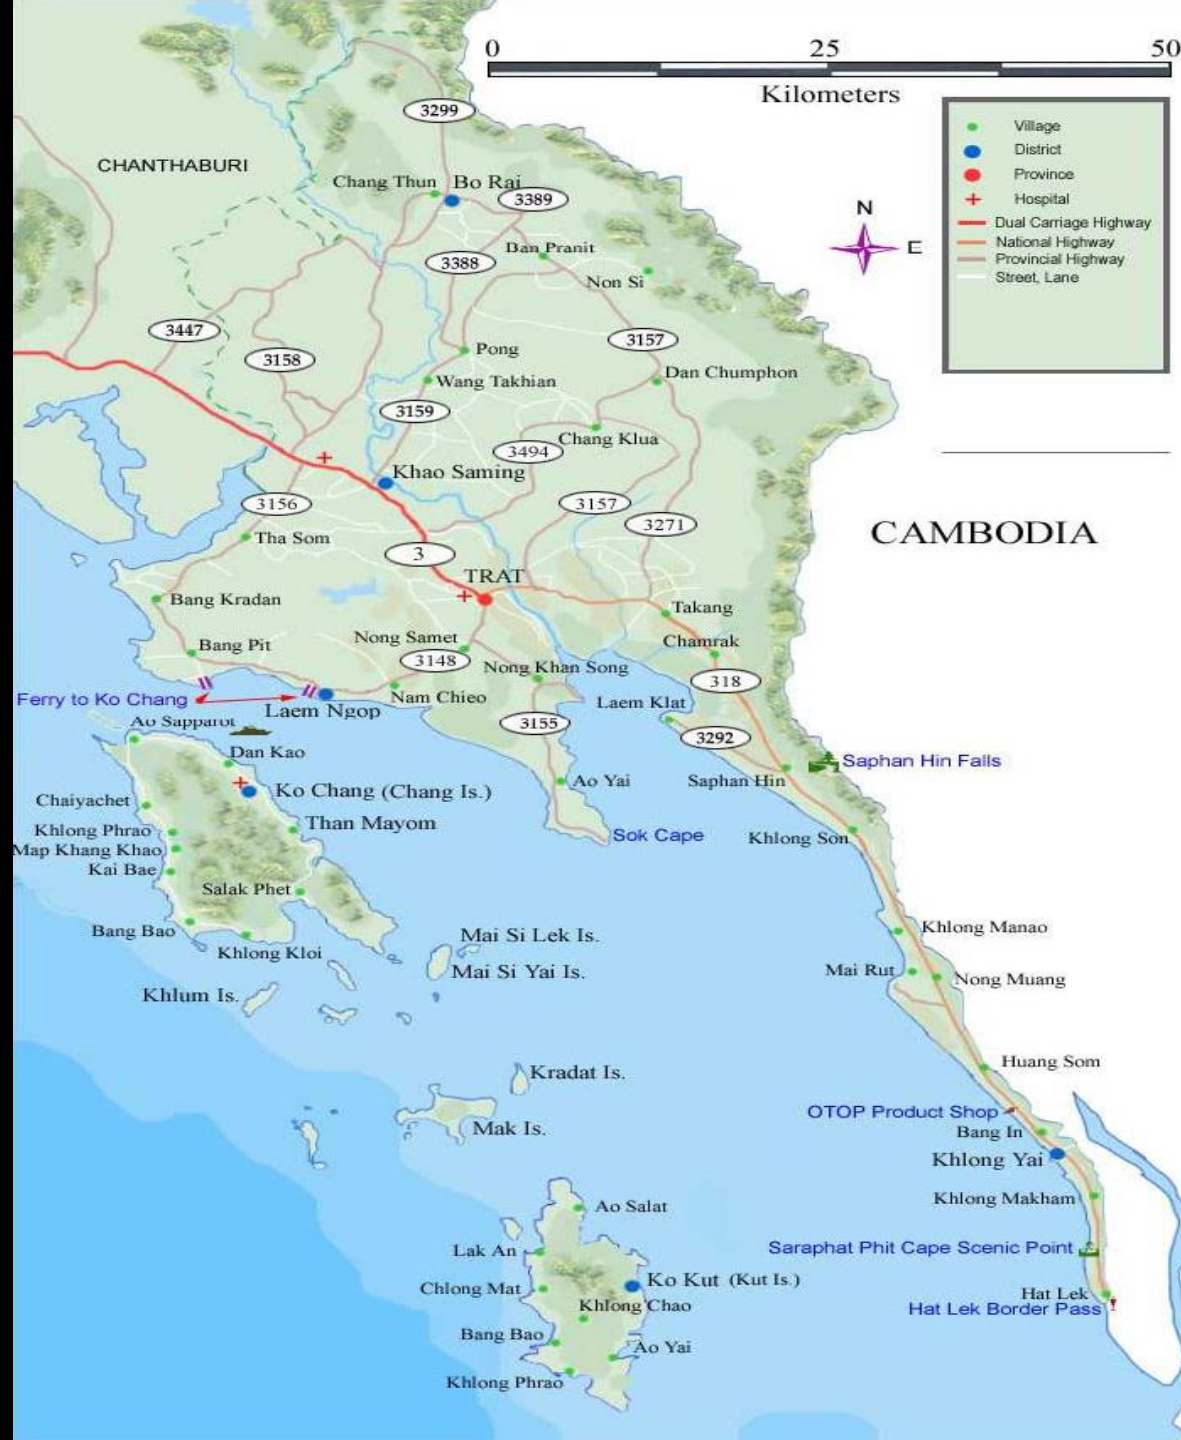 0 25 50
Kilometers
3299
Village
District
Province
Hospital
Dual Carriage Highway
National Highway
Provincial Highway
Street, Lane
CHANTHABURI
Chang Thun
Bo Rai
3389
N
E
Dan Pranit
3388
Non Si
3447
3158
3157
Pong
Wang Takhian
Dan Chumphon
3159
Chang Klua
3494
Khao Saming
3156
3157
3271
CAMBODIA
Tha Som
3
TRAT
Bang Kradan
Takang
Nong Samet
Chamrak
Bang Pit
3148
Nong Khan Song
318
Ferry to Ko Chang
Nam Chieo
Laem Klat
Laem Ngop
Ao Sapparot
3155
3292
Dan Kao
Saphan Hin Falls
Ao Yai
Saphan Hin
Ko Chang (Chang Is.)
Chaiyachet
Than Mayom
Khlong Phrao
Sok Cape
Khlong Son
Map Khang Khao
Kai Bae
Salak Phet
Bang Bao
Khlong Kloi
Mai Si Lek Is.
Khlong Manao
Mai Si Yai Is.
Mai Rut
Nong Muang
Khlum Is.
Kradat Is.
Huang Som
Mak Is.
OTOP Product Shop
Bang In
Khlong Yai
Ao Salat
Khlong Makham
Lak An
Saraphat Phit Cape Scenic Point
Chlong Mat
Ko Kut (Kut Is.)
Khlong Chao
Hat Lek
Hat Lek Border Pass
Bang Bao
Ao Yai
Khlong Phrao